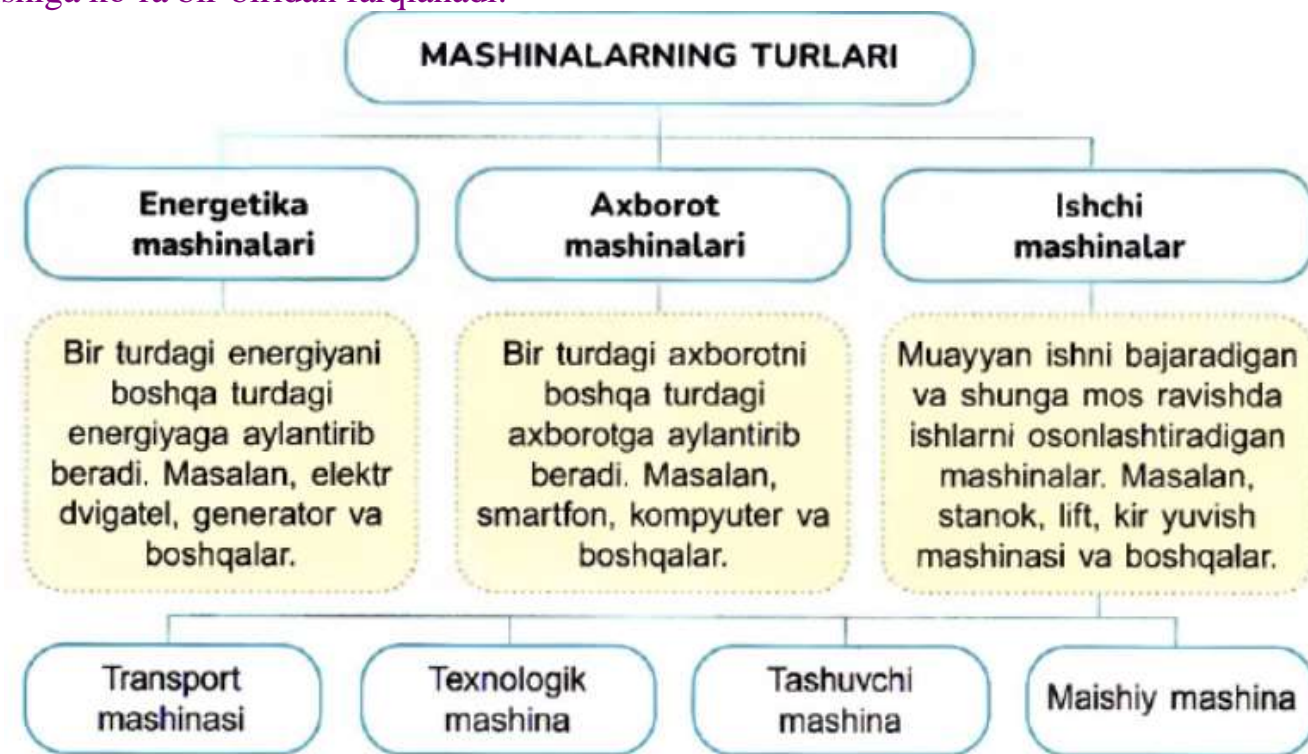 bir biridan farqlanadi.
MASHINALARNING TURLARI
Energetika
mashinalari
Axborot
mashinalari
Ishchi
mashinalar
Bir turdagi energiyani
boshqa turdagi
energiyaga aylantirib
beradi. Masalan, elektr
dvigatel, generator va
boshqalar.
Bir turdagi axborotni
boshqa turdagi
axborotga aylantirib
beradi. Masalan,
smartfon, kompyuter va
boshqalar.
Muayyan ishni bajaradigan
va shunga mos ravishda
ishlarni osonlashtiradigan
mashinalar. Masalan,
stanok, lift, kir yuvish
mashinasi va boshqalar.
Transport
mashinasi
Texnologik
mashina
Tashuvchi
mashina
Maishiy mashina